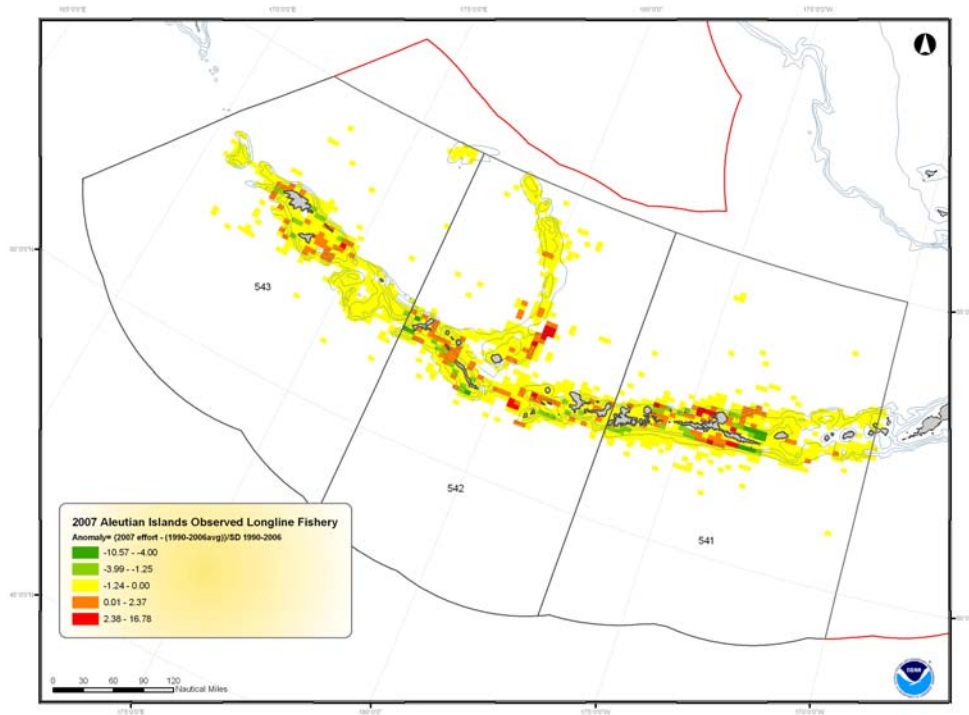 543
542
541
2007 Aleutian Islands Observed Longline Fishery
Anomaly= (2007 effort - (1990-2006avg))/SD 1990-2006
-10.57 - -4.00
-3.99 - -1.25
-1.24 - 0.00
0.01 - 2.37
2.38 - 16.78
0 30 60 90 120
Nautical Miles